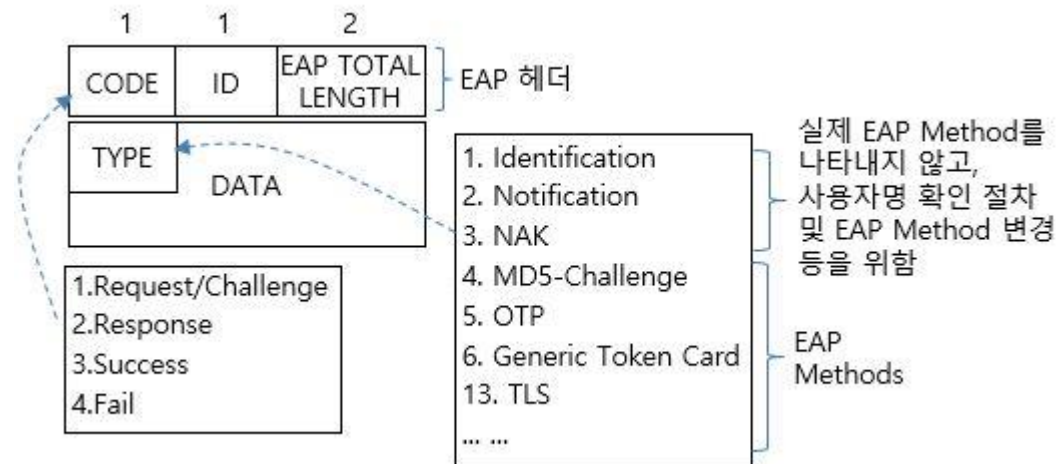 1 1 2
CODE ID EAP TOTAL
LENGTH
EAP 헤더
TYPE
DATA
1.Request/Challenge
2.Response
3.Success
4.Fail
1. Identification
2. Notification
3. NAK
4. MD5-Challenge
5. OTP
6. Generic Token Card
13. TLS
... ...
실제 EAP Method를
나타내지 않고,
사용자명 확인 절차
및 EAP Method 변경
등을 위함
EAP
Methods